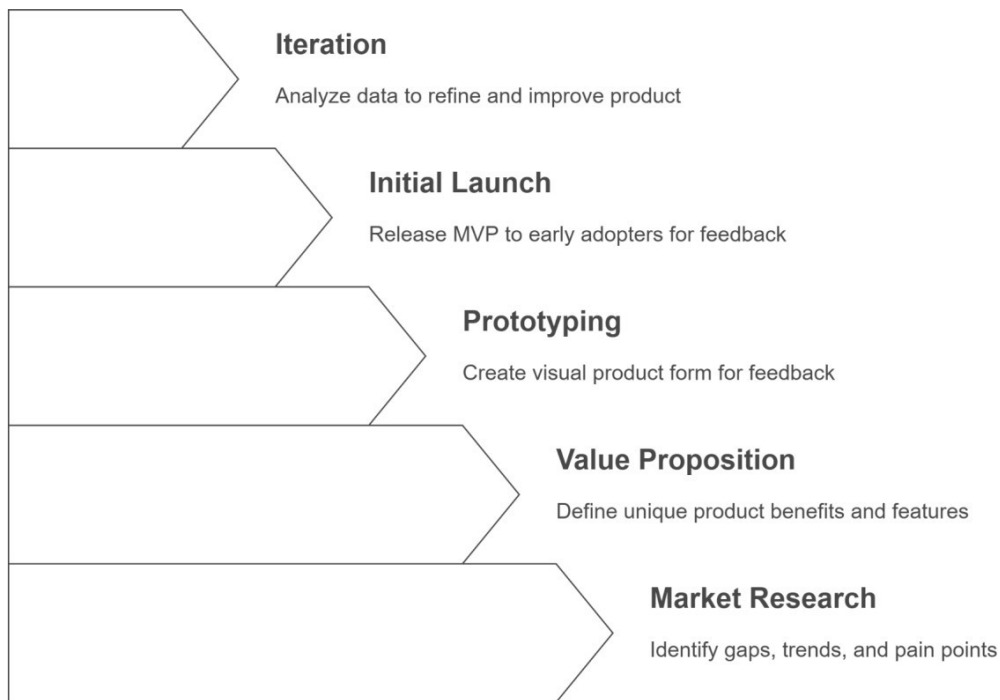 Iteration
Analyze data to refine and improve product
Initial Launch
Release MVP to early adopters for feedback
Prototyping
Create visual product form for feedback
Value Proposition
Define unique product benefits and features
Market Research
Identify gaps, trends, and pain points